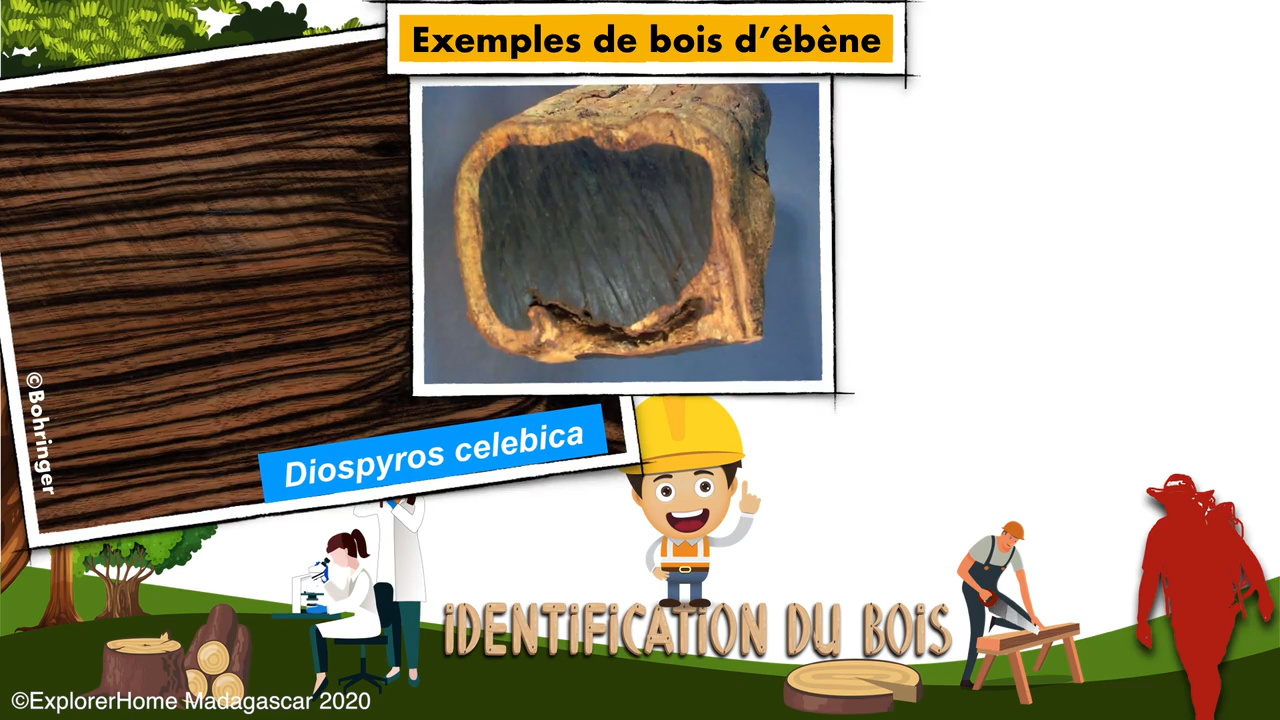 Exemples de bois d'ébène
©Bohringer
Diospyros celebica
iDENTiFiCATiON DU BOiS
©ExplorerHome Madagascar 2020